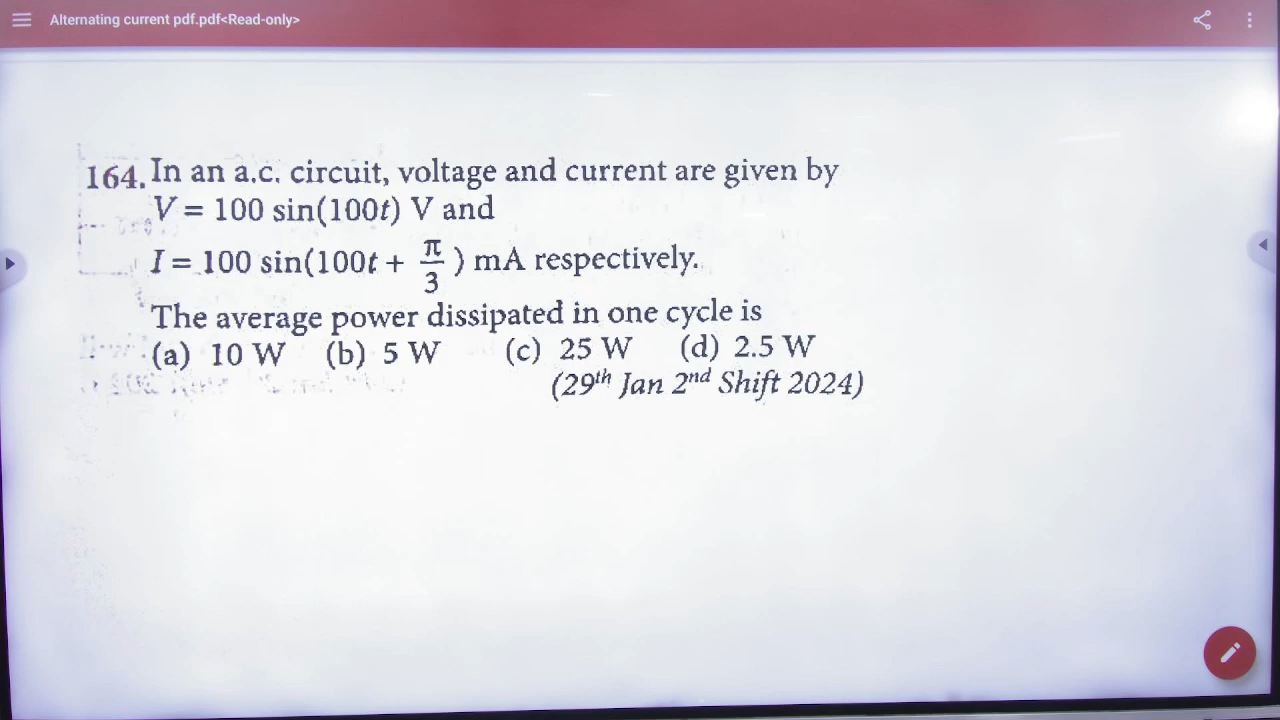 Alternating current pdf.pdf<Read-only>
164. In an a.c. circuit, voltage and current are given by
V = 100 sin(100t) V and
I = 100 sin(100t + π/3) mA respectively.
The average power dissipated in one cycle is
(a) 10 W (b) 5 W (c) 25 W (d) 2.5 W
(29th Jan 2nd Shift 2024)